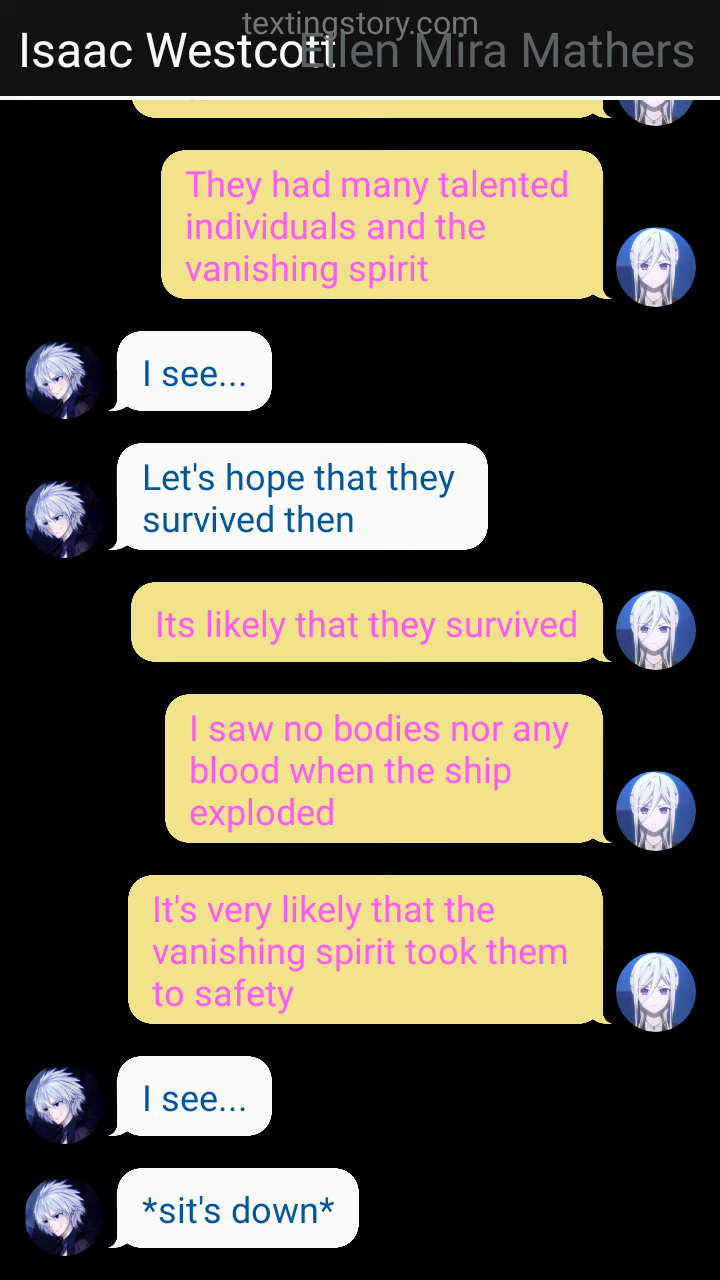 textingstory.com
Isaac Westcott Ellen Mira Mathers
They had many talented
individuals and the
vanishing spirit
I see...
Let's hope that they
survived then
Its likely that they survived
I saw no bodies nor any
blood when the ship
exploded
It's very likely that the
vanishing spirit took them
to safety
I see...
*sit's down*